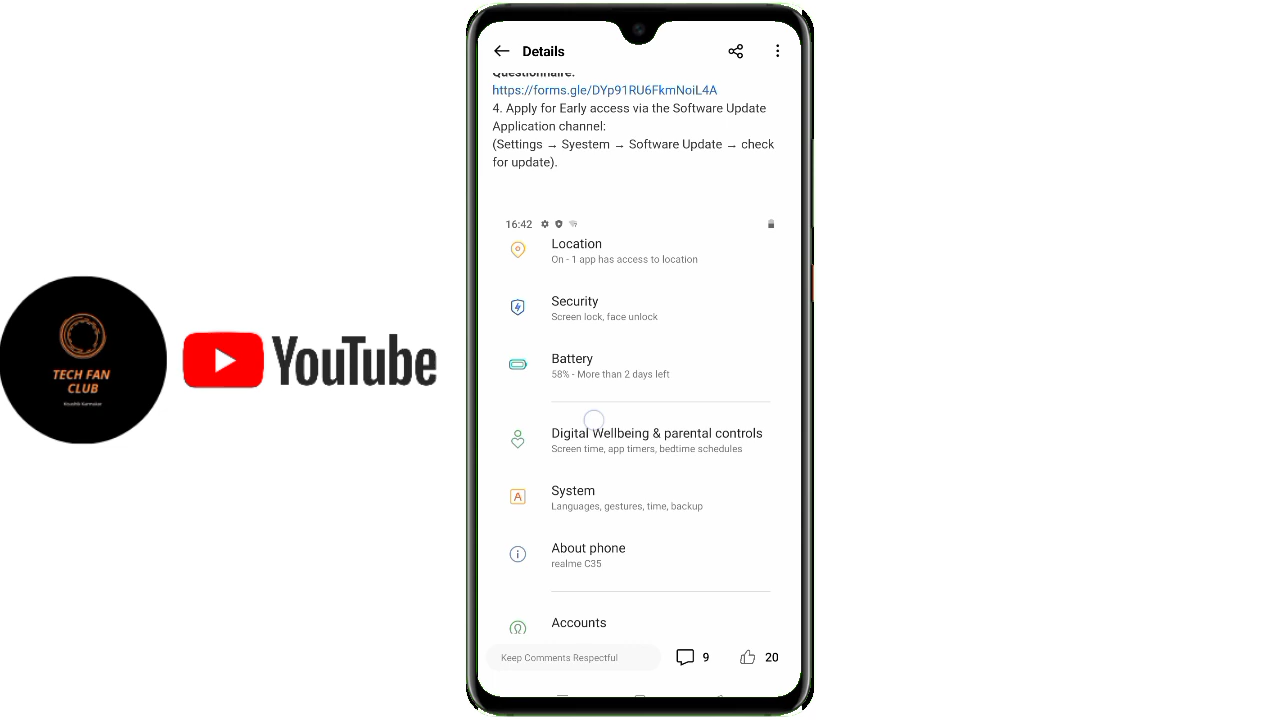 Details
Questionnaire:
https://forms.gle/DYp91RU6FkmNoiL4A
4. Apply for Early access via the Software Update
Application channel:
(Settings → Syestem → Software Update → check
for update).
16:42
Location
On - 1 app has access to location
Security
Screen lock, face unlock
Battery
58% - More than 2 days left
Digital Wellbeing & parental controls
Screen time, app timers, bedtime schedules
System
Languages, gestures, time, backup
About phone
realme C35
Accounts
Keep Comments Respectful
9
20
TECH FAN
CLUB
Koushik Karmakar
YouTube